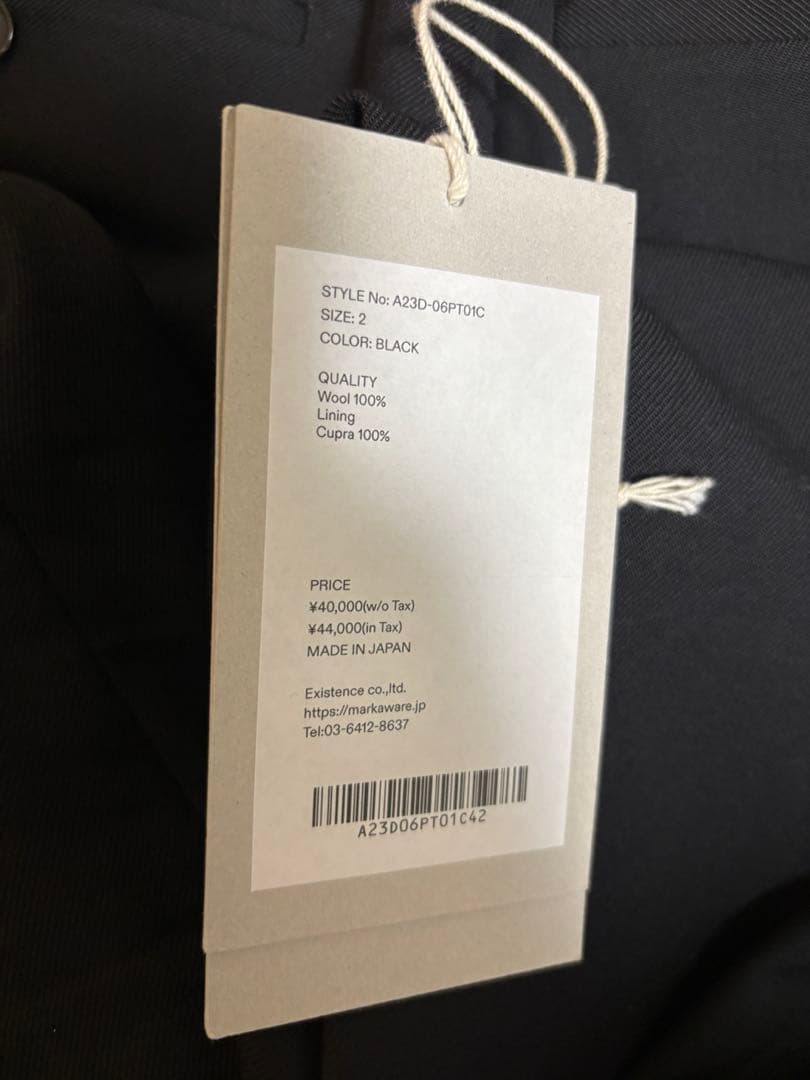 STYLE No: A23D-06PT01C
SIZE: 2
COLOR: BLACK
QUALITY
Wool 100%
Lining
Cupra 100%
PRICE
¥40,000(w/o Tax)
¥44,000(in Tax)
MADE IN JAPAN
Existence co.,ltd.
https://markaware.jp
Tel:03-6412-8637
A23D06PT01C42